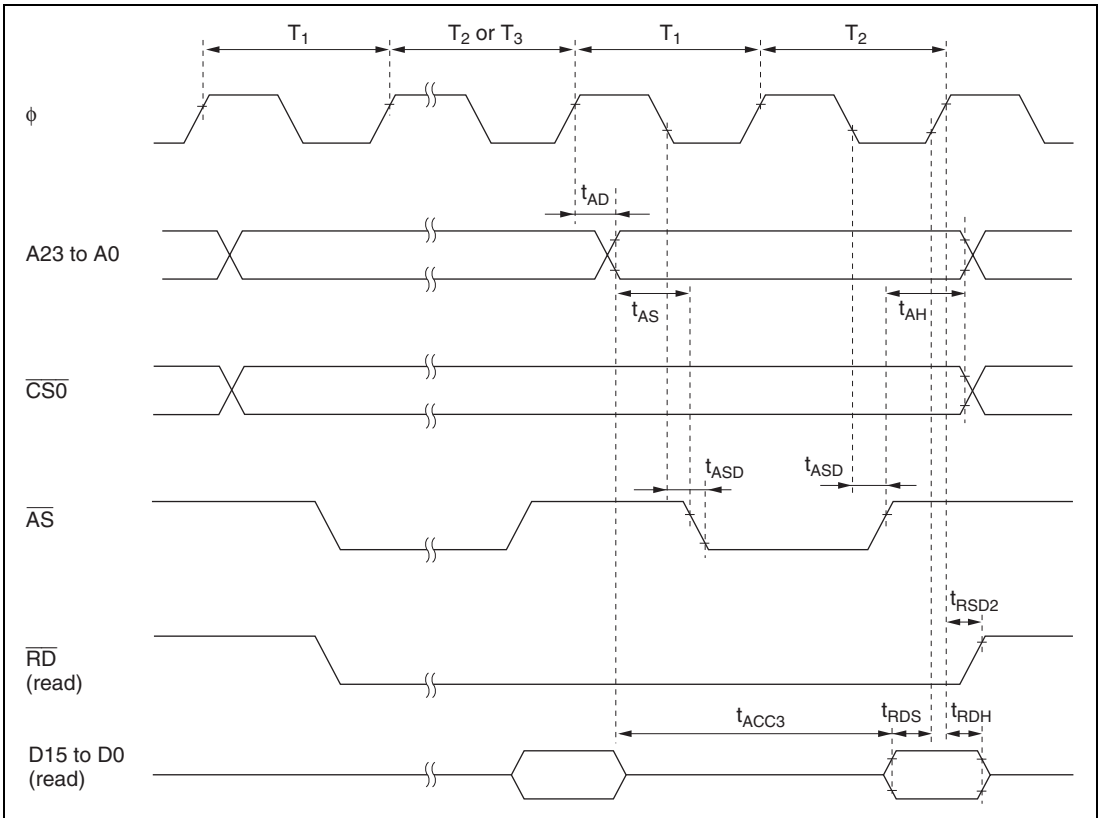 T1 T2 or T3 T1 T2
ϕ
tAD
A23 to A0
tAS tAH
CS0
tASD tASD
AS
tRSD2
RD
(read)
tACC3 tRDS tRDH
D15 to D0
(read)